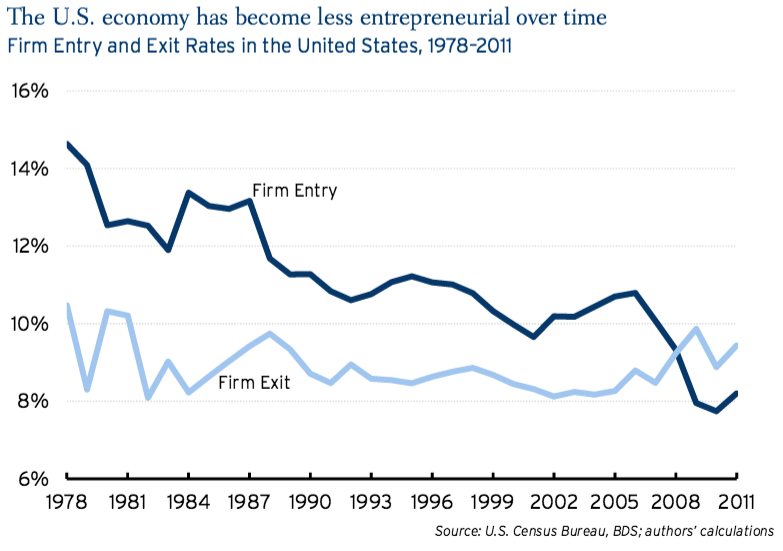 The U.S. economy has become less entrepreneurial over time
Firm Entry and Exit Rates in the United States, 1978-2011
16%
14%
Firm Entry
12%
10%
Firm Exit
8%
6%
1978 1981 1984 1987 1990 1993 1996 1999 2002 2005 2008 2011
Source: U.S. Census Bureau, BDS; authors' calculations